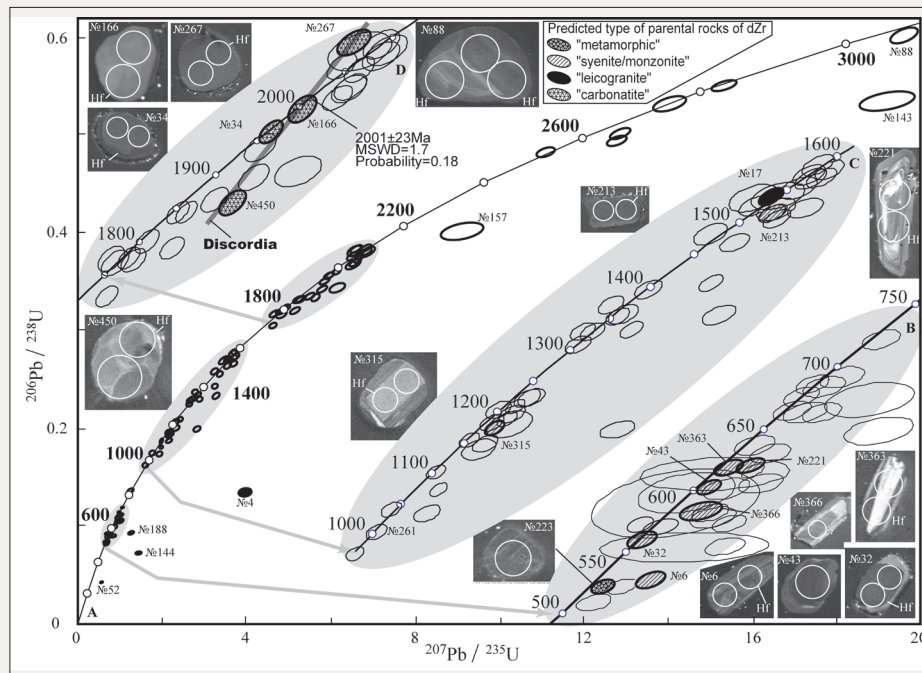 №166
№267
Hf
Hf
№34
Hf
№267
D
2000
№34
№166
1900
2001±23Ma
MSWD=1.7
Probability=0.18
1800
№450
Discordia
№88
Hf
Hf
Predicted type of parental rocks of dZr
"metamorphic"
"syenite/monzonite"
"leicogranite"
"carbonatite"
3000
№88
2600
№143
2200
№157
1800
1400
1000
600
№4
№188
№144
№52
A
№450
Hf
№315
Hf
№213
Hf
1600
C
№17
1500
№213
1400
1300
1200
№315
1100
1000
№261
№221
Hf
750
B
700
650
№363
№43
№221
600
№366
№32
550
№6
500
№223
№363
Hf
№366
№6
Hf
№43
№32
Hf
0.6
0.4
0.2
0
206Pb / 238U
0
4
8
12
16
20
207Pb / 235U